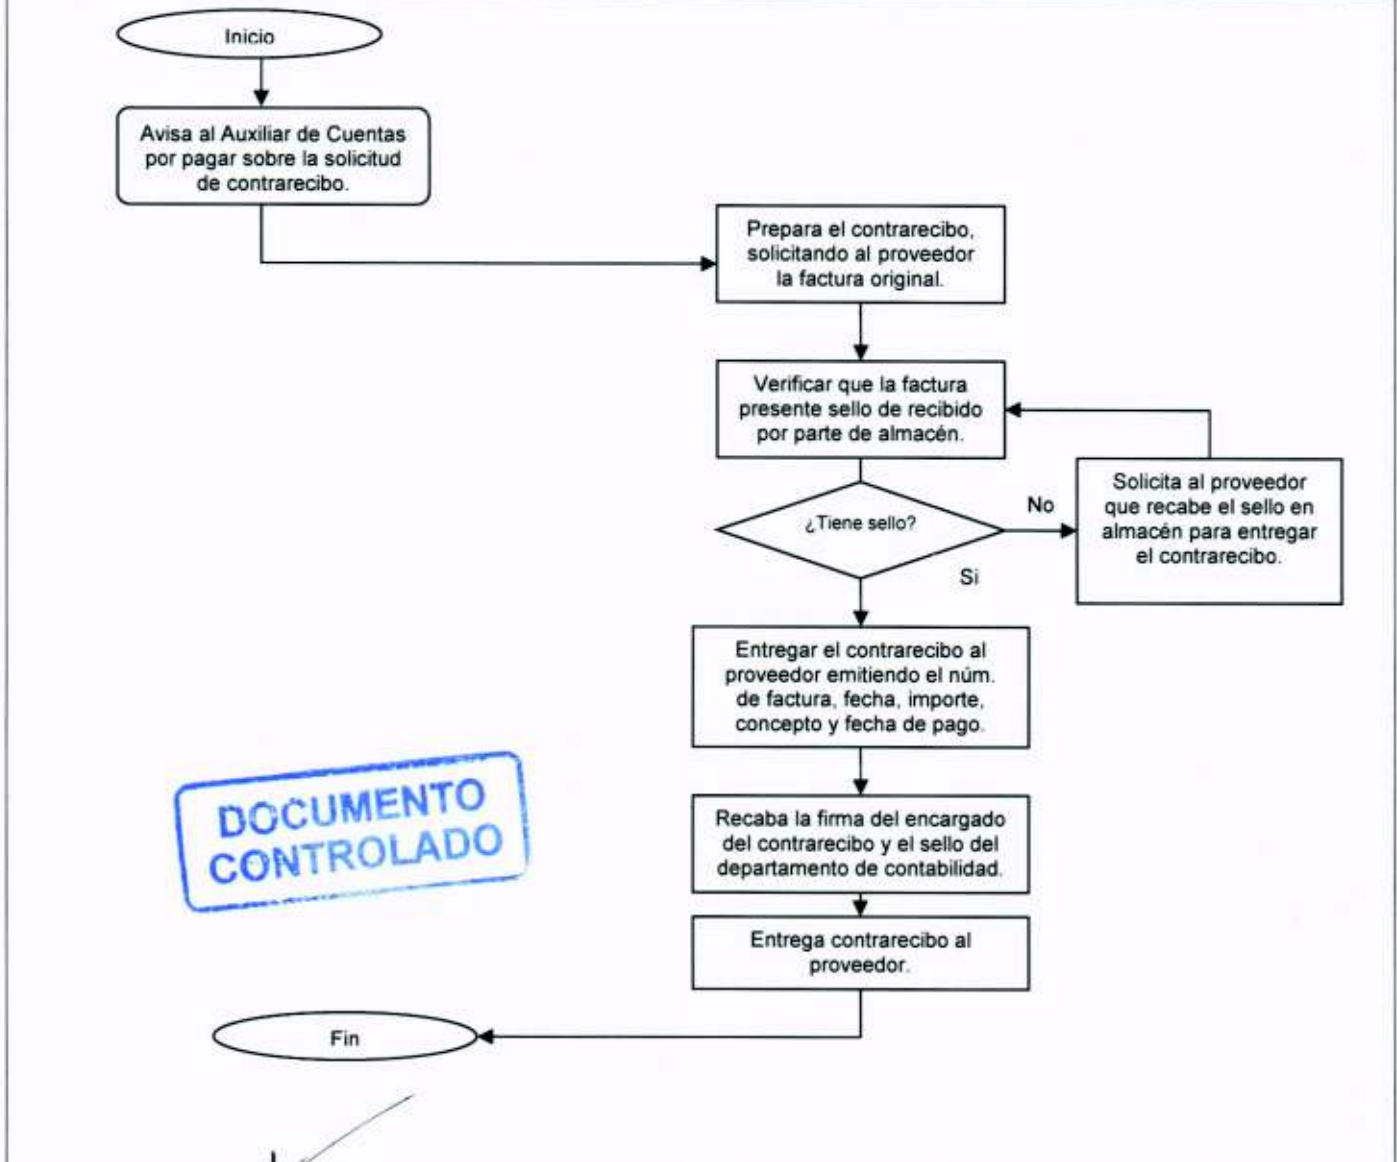 Inicio
Avisa al Auxiliar de Cuentas
por pagar sobre la solicitud
de contrarecibo.
Prepara el contrarecibo,
solicitando al proveedor
la factura original.
Verificar que la factura
presente sello de recibido
por parte de almacén.
¿Tiene sello?
No
Solicita al proveedor
que recabe el sello en
almacén para entregar
el contrarecibo.
Si
Entregar el contrarecibo al
proveedor emitiendo el núm.
de factura, fecha, importe,
concepto y fecha de pago.
Recaba la firma del encargado
del contrarecibo y el sello del
departamento de contabilidad.
Entrega contrarecibo al
proveedor.
Fin
DOCUMENTO
CONTROLADO